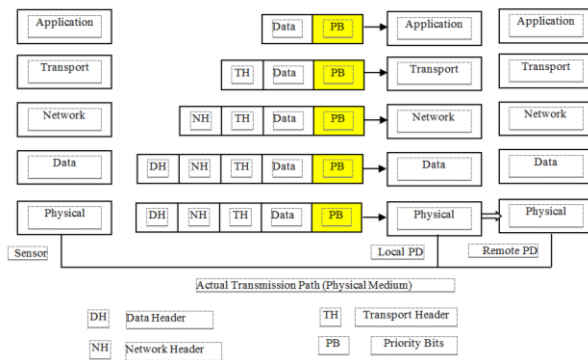 Application Data PB Application Application
Transport TH Data PB Transport Transport
Network NH TH Data PB Network Network
Data DH NH TH Data PB Data Data
Physical DH NH TH Data PB Physical Physical
Sensor Local PD Remote PD
Actual Transmission Path (Physical Medium)
DH Data Header TH Transport Header
NH Network Header PB Priority Bits